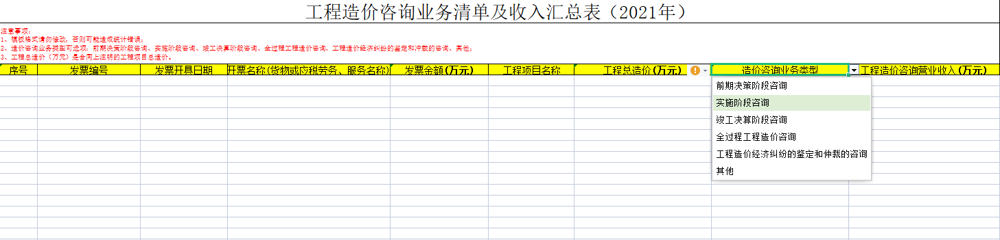 工程造价咨询业务清单及收入汇总表（2021年）
注意事项：
1、模板格式请勿修改，否则可能造成统计错误；
2、造价咨询业务类型可选项：前期决策阶段咨询、实施阶段咨询、竣工决算阶段咨询、全过程工程造价咨询、工程造价经济纠纷的鉴定和冲裁的咨询、其他；
3、工程总造价（万元）是合同上注明的工程项目总造价。
序号 发票编号 发票开具日期 开票名称(货物或应税劳务、服务名称) 发票金额(万元) 工程项目名称 工程总造价(万元) 造价咨询业务类型 工程造价咨询营业收入(万元)
前期决策阶段咨询
实施阶段咨询
竣工决算阶段咨询
全过程工程造价咨询
工程造价经济纠纷的鉴定和仲裁的咨询
其他